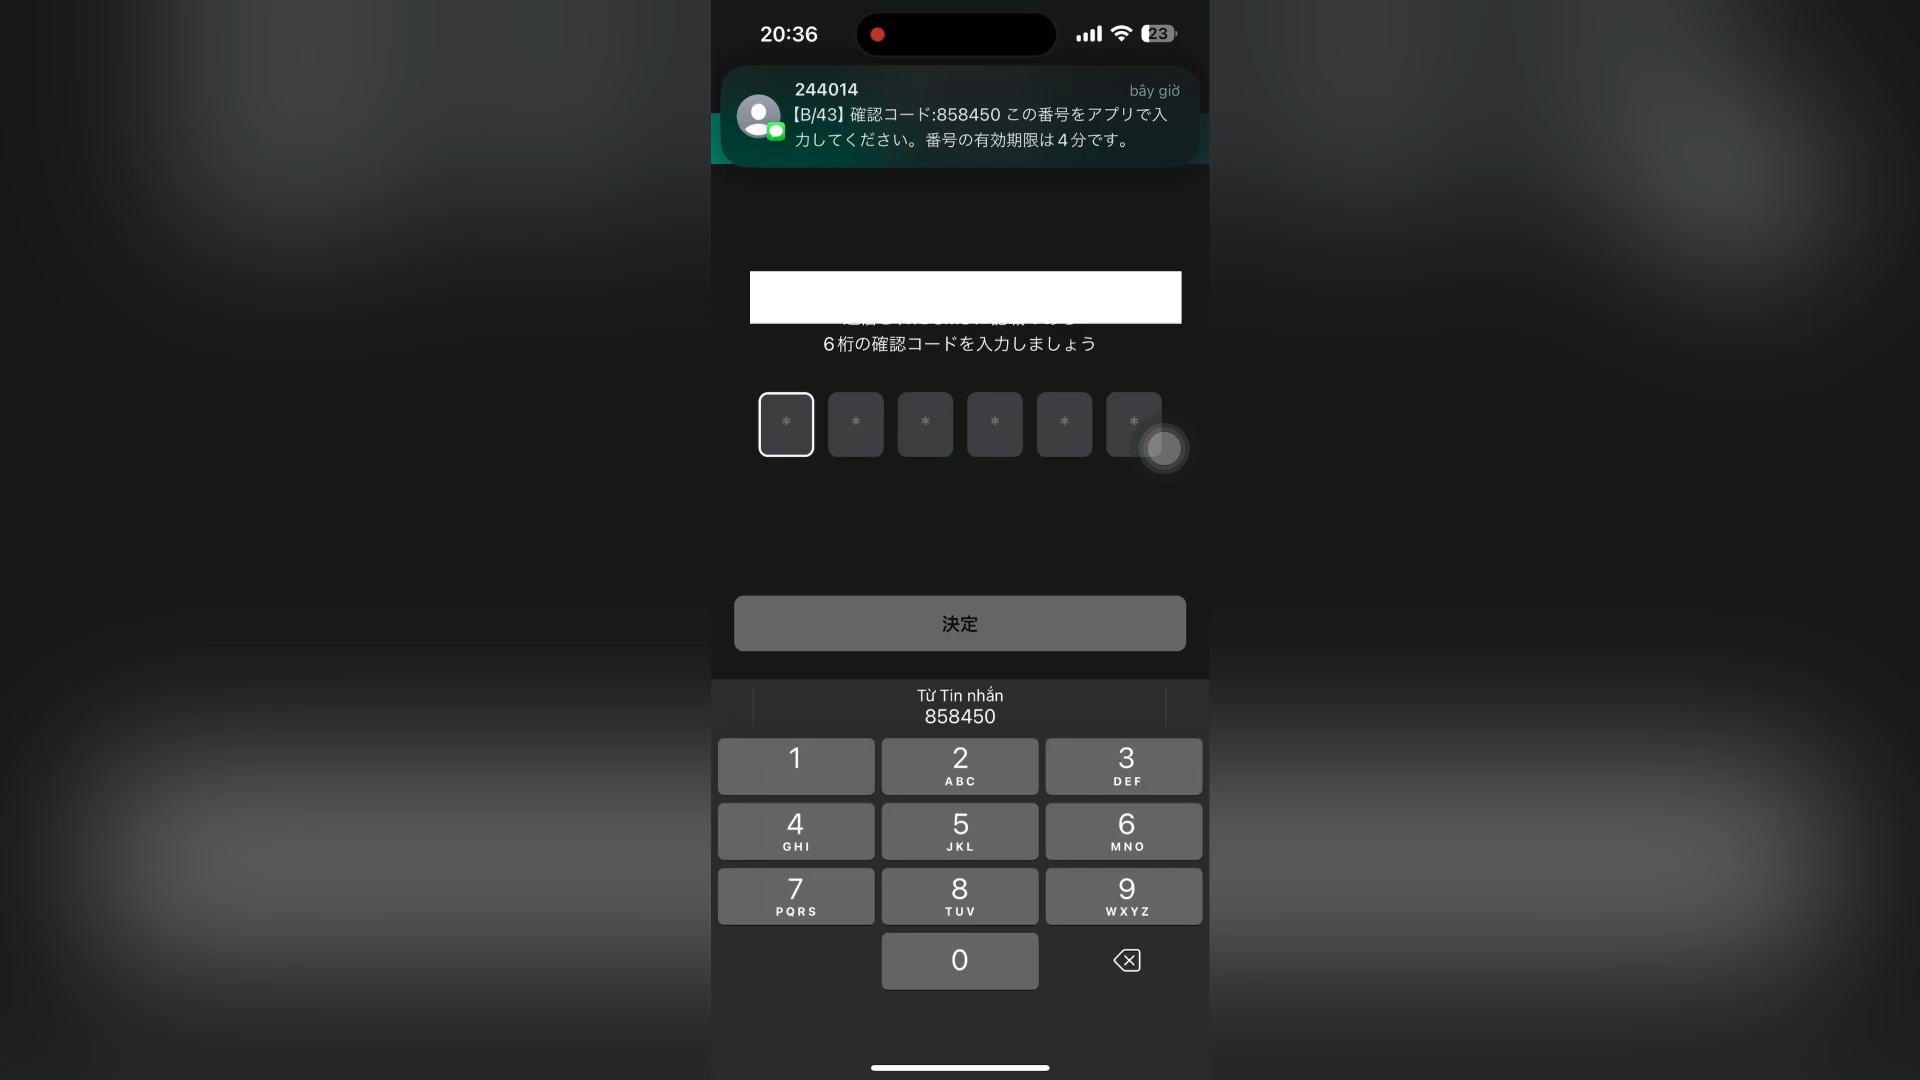 20:36
23
244014
bây giờ
【B/43】確認コード:858450 この番号をアプリで入
力してください。番号の有効期限は4分です。
6桁の確認コードを入力しましょう
* * * * * *
決定
Từ Tin nhắn
858450
1
2
ABC
3
DEF
4
GHI
5
JKL
6
MNO
7
PQRS
8
TUV
9
WXYZ
0